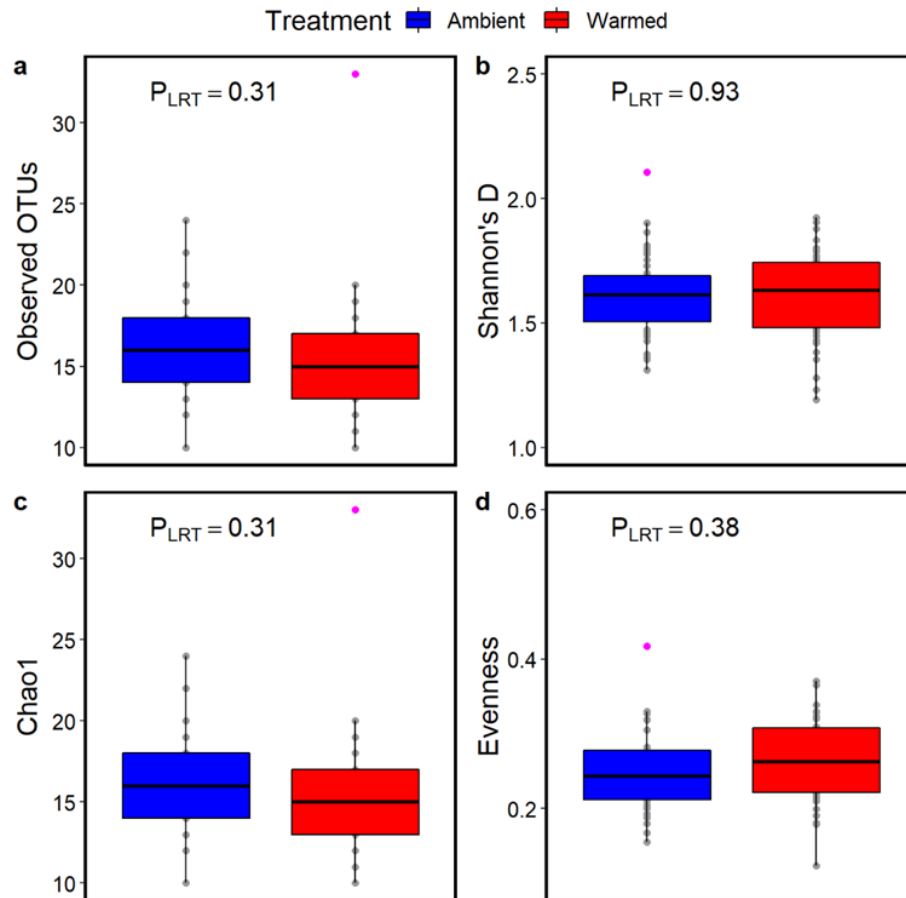 Treatment Ambient Warmed
a
P_LRT = 0.31
Observed OTUs
30
25
20
15
10
b
P_LRT = 0.93
Shannon's D
2.5
2.0
1.5
1.0
c
P_LRT = 0.31
Chao1
30
25
20
15
10
d
P_LRT = 0.38
Evenness
0.6
0.4
0.2